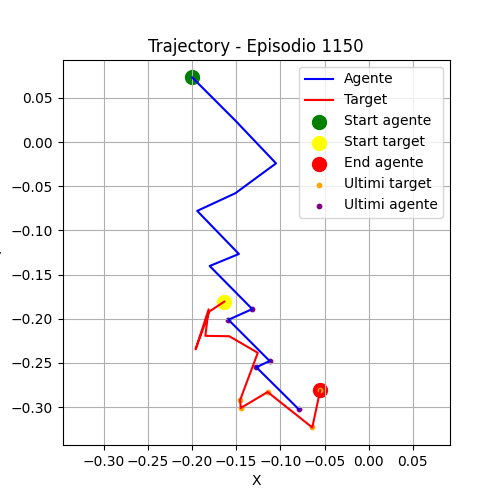 Trajectory - Episodio 1150
Agente
Target
Start agente
Start target
End agente
Ultimi target
Ultimi agente
0.05
0.00
−0.05
−0.10
−0.15
−0.20
−0.25
−0.30
−0.30 −0.25 −0.20 −0.15 −0.10 −0.05 0.00 0.05
X